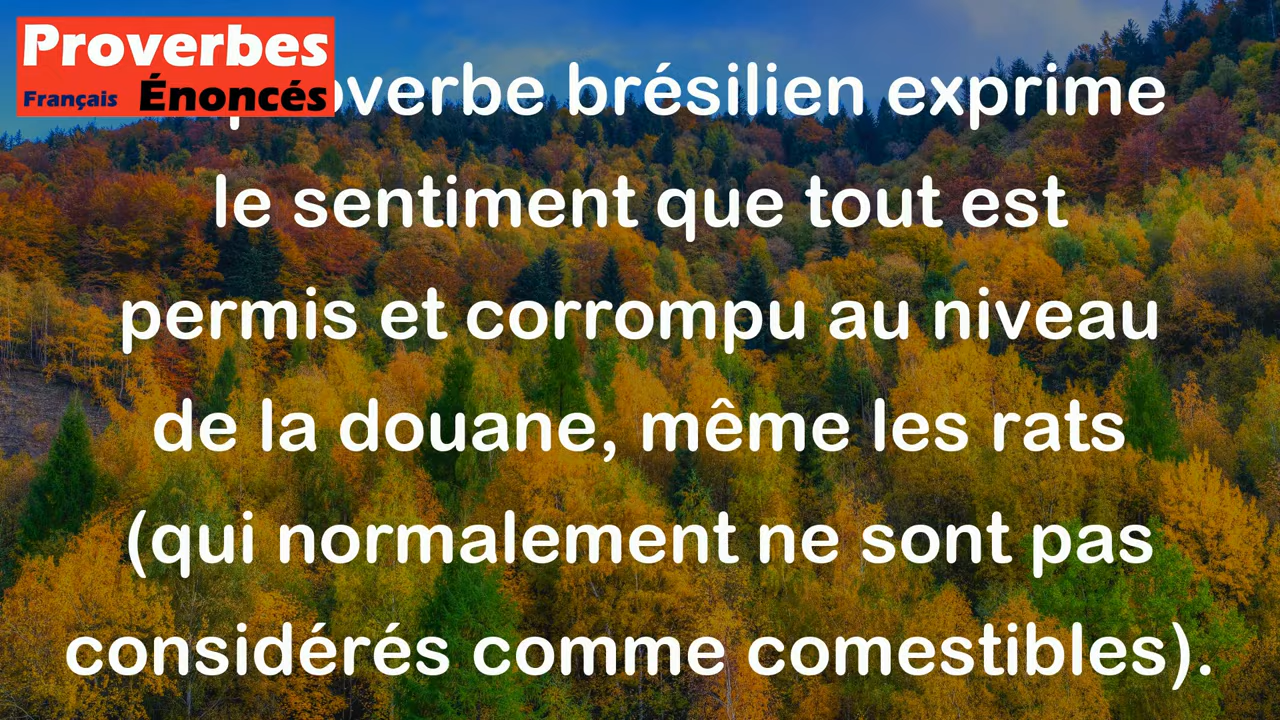 Proverbes
Français Énoncés
proverbe brésilien exprime
le sentiment que tout est
permis et corrompu au niveau
de la douane, même les rats
(qui normalement ne sont pas
considérés comme comestibles).